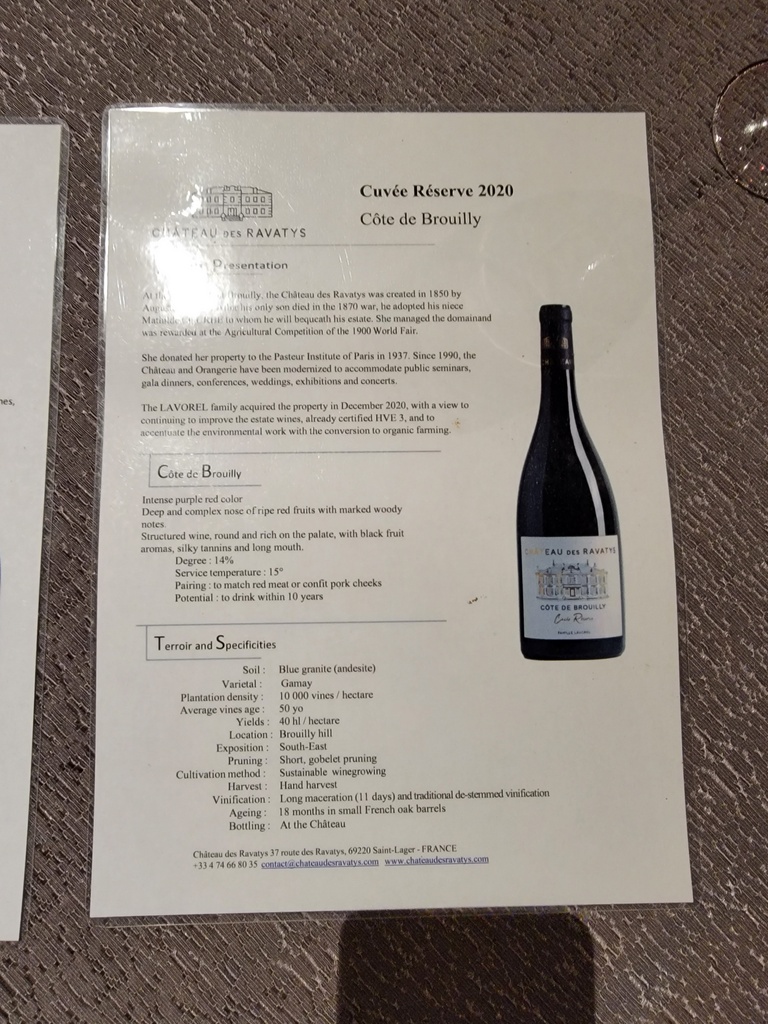 Cuvée Réserve 2020
Côte de Brouilly
CHÂTEAU DES RAVATYS
Presentation
At Brouilly, the Château des Ravatys was created in 1850 by
his only son died in the 1870 war, he adopted his niece
to whom he will bequeath his estate. She managed the domainand
was rewarded at the Agricultural Competition of the 1900 World Fair.
She donated her property to the Pasteur Institute of Paris in 1937. Since 1990, the
Château and Orangerie have been modernized to accommodate public seminars,
gala dinners, conferences, weddings, exhibitions and concerts.
The LAVOREL family acquired the property in December 2020, with a view to
continuing to improve the estate wines, already certified HVE 3, and to
accentuate the environmental work with the conversion to organic farming.
Côte de Brouilly
Intense purple red color
Deep and complex nose of ripe red fruits with marked woody
notes.
Structured wine, round and rich on the palate, with black fruit
aromas, silky tannins and long mouth.
Degree : 14%
Service temperature : 15°
Pairing : to match red meat or confit pork cheeks
Potential : to drink within 10 years
Terroir and Specificities
Soil : Blue granite (andesite)
Varietal : Gamay
Plantation density : 10 000 vines / hectare
Average vines age : 50 yo
Yields : 40 hl / hectare
Location : Brouilly hill
Exposition : South-East
Pruning : Short, gobelet pruning
Cultivation method : Sustainable winegrowing
Harvest : Hand harvest
Vinification : Long maceration (11 days) and traditional de-stemmed vinification
Ageing : 18 months in small French oak barrels
Bottling : At the Château
Château des Ravatys 37 route des Ravatys, 69220 Saint-Lager - FRANCE
+33 4 74 66 80 35 contact@chateaudesravatys.com www.chateaudesravatys.com
CHÂTEAU DES RAVATYS
CÔTE DE BROUILLY
Cuvée Réserve
FAMILLE LAVOREL